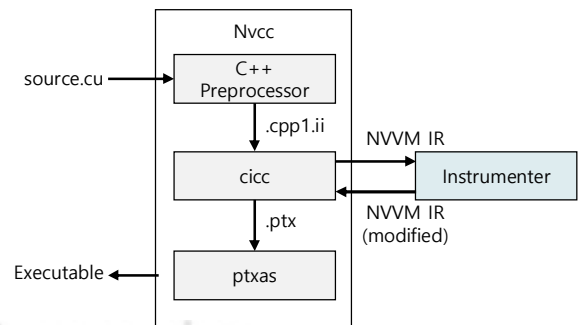 Nvcc
source.cu
C++
Preprocessor
.cpp1.ii
NVVM IR
cicc
Instrumenter
NVVM IR
(modified)
.ptx
Executable
ptxas